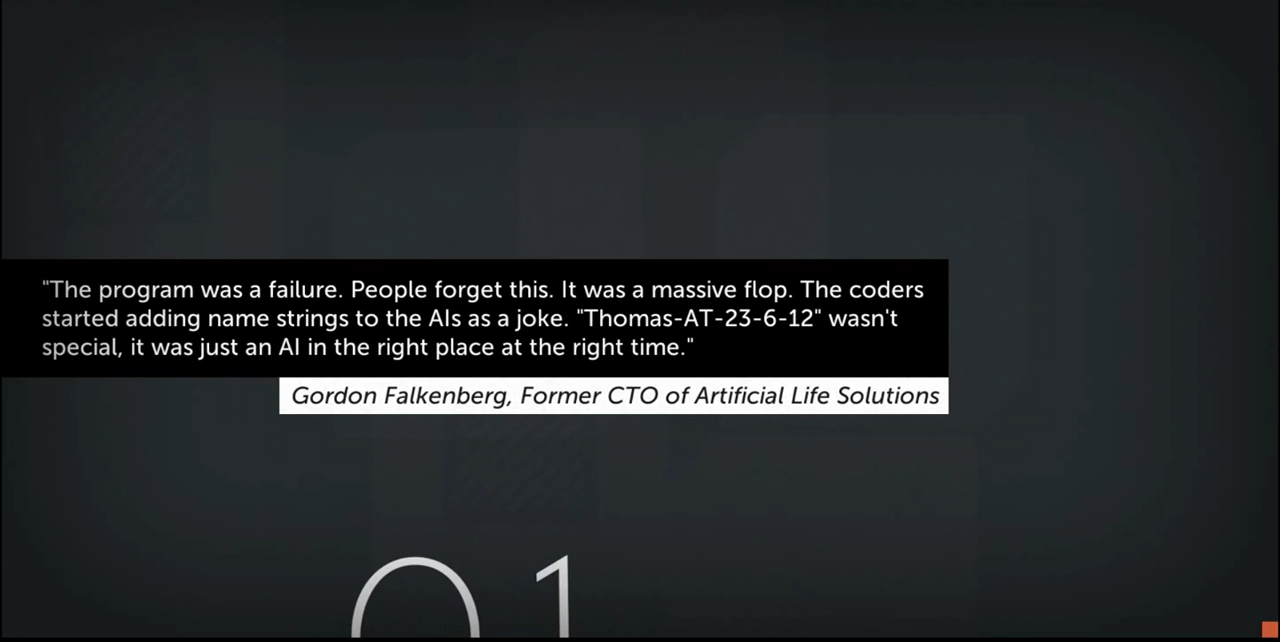 "The program was a failure. People forget this. It was a massive flop. The coders
started adding name strings to the AIs as a joke. "Thomas-AT-23-6-12" wasn't
special, it was just an AI in the right place at the right time."
Gordon Falkenberg, Former CTO of Artificial Life Solutions
01